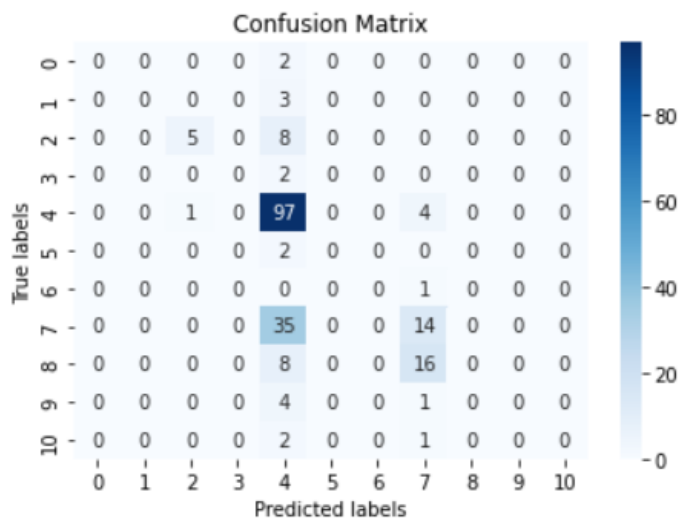 Confusion Matrix
0 0 0 0 0 2 0 0 0 0 0 0
1 0 0 0 0 3 0 0 0 0 0 0
2 0 0 5 0 8 0 0 0 0 0 0
3 0 0 0 0 2 0 0 0 0 0 0
4 0 0 1 0 97 0 0 4 0 0 0
5 0 0 0 0 2 0 0 0 0 0 0
6 0 0 0 0 0 0 0 1 0 0 0
7 0 0 0 0 35 0 0 14 0 0 0
8 0 0 0 0 8 0 0 16 0 0 0
9 0 0 0 0 4 0 0 1 0 0 0
10 0 0 0 0 2 0 0 1 0 0 0
0 1 2 3 4 5 6 7 8 9 10
Predicted labels
True labels
80
60
40
20
0